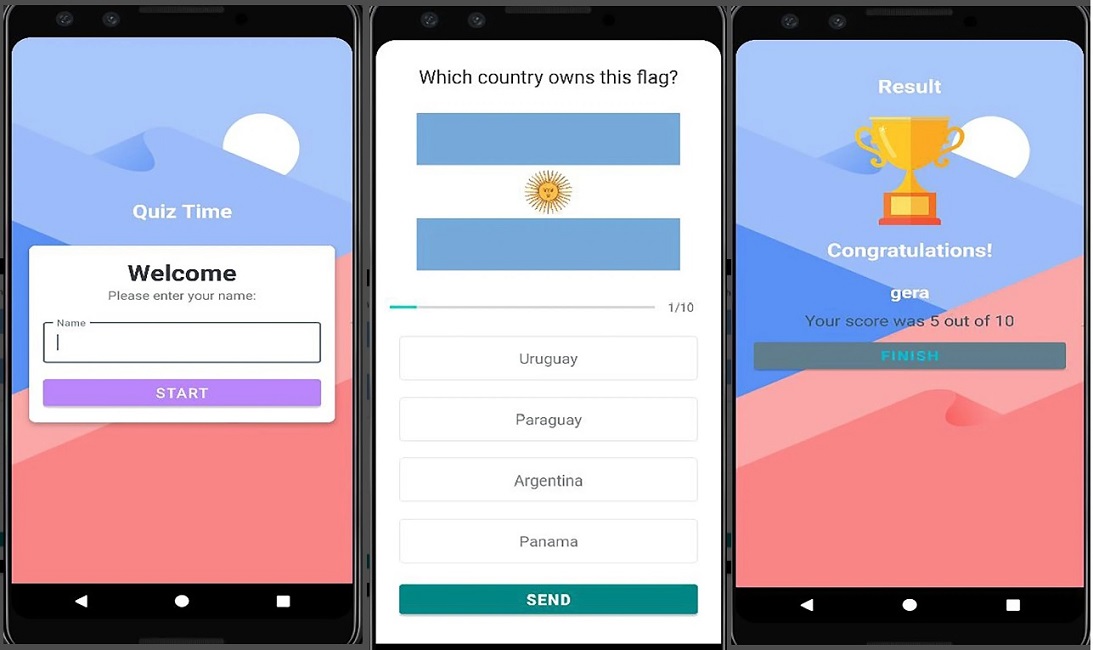 Quiz Time
Welcome
Please enter your name:
Name
START
Which country owns this flag?
1/10
Uruguay
Paraguay
Argentina
Panama
SEND
Result
Congratulations!
gera
Your score was 5 out of 10
FINISH